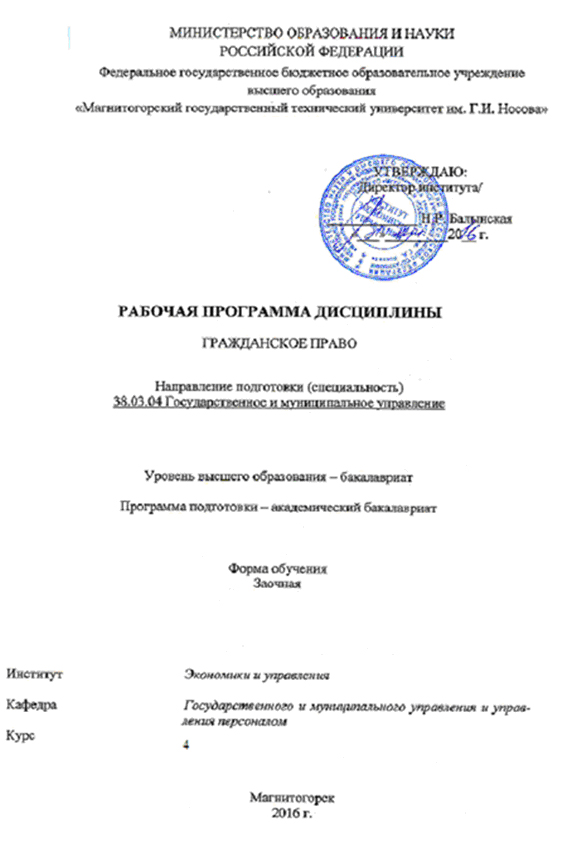 МИНИСТЕРСТВО ОБРАЗОВАНИЯ И НАУКИ
РОССИЙСКОЙ ФЕДЕРАЦИИ
Федеральное государственное бюджетное образовательное учреждение
высшего образования
«Магнитогорский государственный технический университет им. Г.И. Носова»
УТВЕРЖДАЮ:
Директор института/
Н.Р. Балынская
2016 г.
РАБОЧАЯ ПРОГРАММА ДИСЦИПЛИНЫ
ГРАЖДАНСКОЕ ПРАВО
Направление подготовки (специальность)
38.03.04 Государственное и муниципальное управление
Уровень высшего образования – бакалавриат
Программа подготовки – академический бакалавриат
Форма обучения
Заочная
Институт Экономики и управления
Кафедра Государственного и муниципального управления и управ-
ления персоналом
Курс 4
Магнитогорск
2016 г.